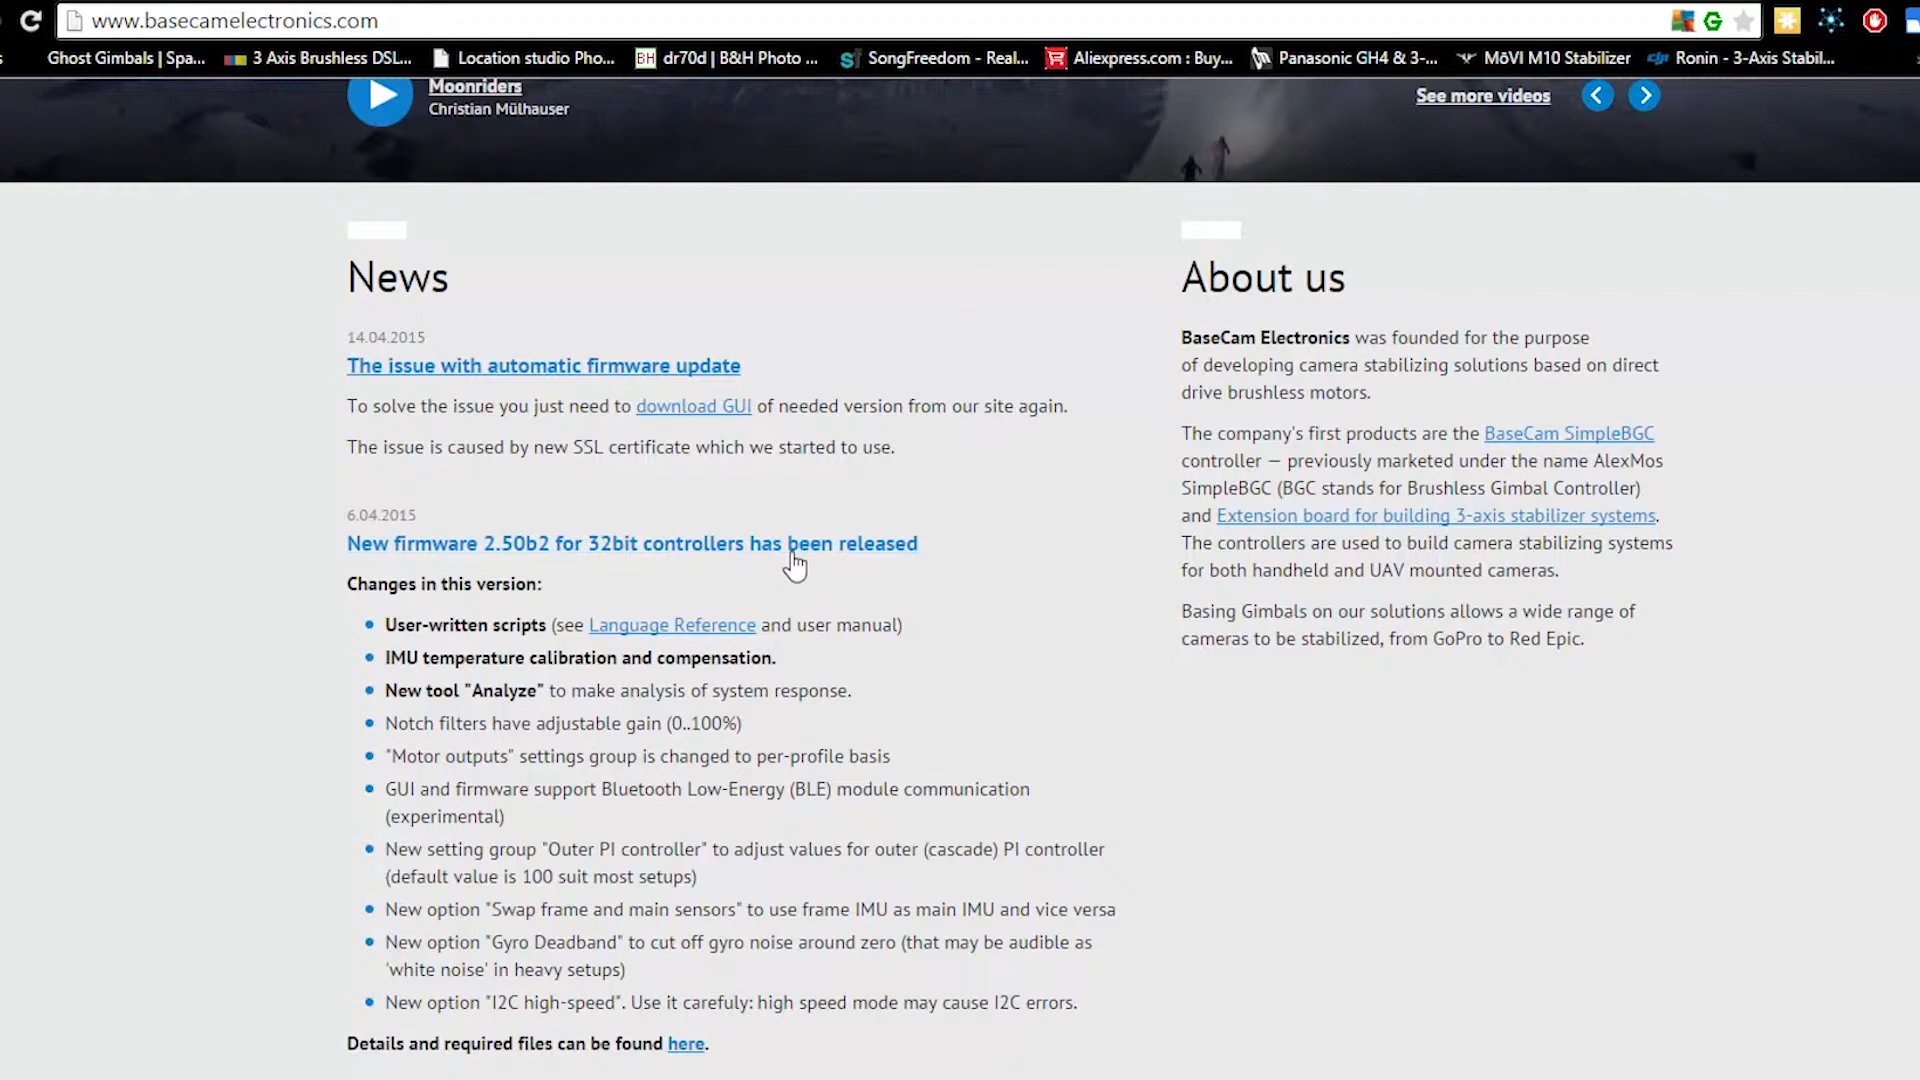 www.basecamelectronics.com
Ghost Gimbals | Spa...
3 Axis Brushless DSL...
Location studio Pho...
BH dr70d | B&H Photo ...
SongFreedom - Real...
Aliexpress.com : Buy...
Panasonic GH4 & 3-...
MōVI M10 Stabilizer
Ronin - 3-Axis Stabil...
Moonriders
Christian Mülhauser
See more videos
News
14.04.2015
The issue with automatic firmware update
To solve the issue you just need to download GUI of needed version from our site again.
The issue is caused by new SSL certificate which we started to use.
6.04.2015
New firmware 2.50b2 for 32bit controllers has been released
Changes in this version:
User-written scripts (see Language Reference and user manual)
IMU temperature calibration and compensation.
New tool "Analyze" to make analysis of system response.
Notch filters have adjustable gain (0..100%)
"Motor outputs" settings group is changed to per-profile basis
GUI and firmware support Bluetooth Low-Energy (BLE) module communication
(experimental)
New setting group "Outer PI controller" to adjust values for outer (cascade) PI controller
(default value is 100 suit most setups)
New option "Swap frame and main sensors" to use frame IMU as main IMU and vice versa
New option "Gyro Deadband" to cut off gyro noise around zero (that may be audible as
'white noise' in heavy setups)
New option "I2C high-speed". Use it carefuly: high speed mode may cause I2C errors.
Details and required files can be found here.
About us
BaseCam Electronics was founded for the purpose
of developing camera stabilizing solutions based on direct
drive brushless motors.
The company's first products are the BaseCam SimpleBGC
controller — previously marketed under the name AlexMos
SimpleBGC (BGC stands for Brushless Gimbal Controller)
and Extension board for building 3-axis stabilizer systems.
The controllers are used to build camera stabilizing systems
for both handheld and UAV mounted cameras.
Basing Gimbals on our solutions allows a wide range of
cameras to be stabilized, from GoPro to Red Epic.